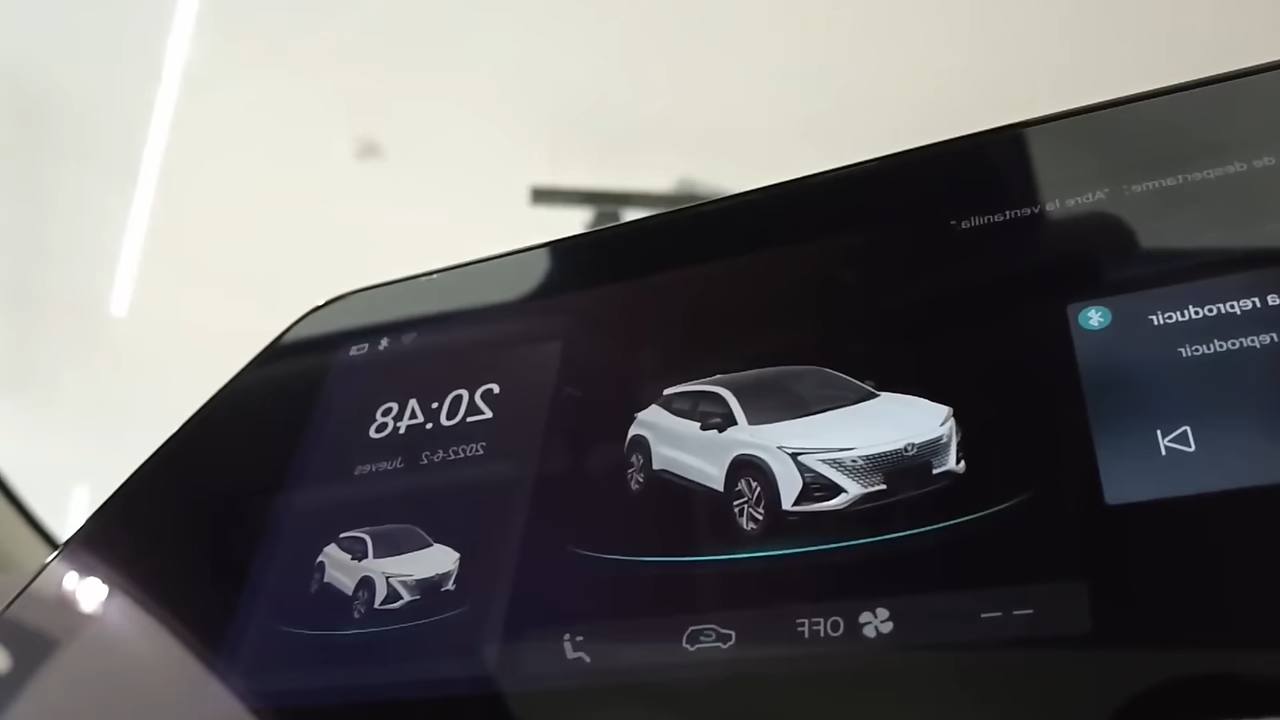 de despertarme: "Abre la ventanilla."
a reproducir
reproducir
20:48
2022-6-2 Jueves
OFF
--